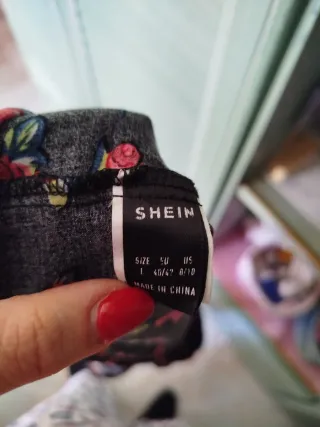 SHEIN
SIZE EU US
L 40/42 8/10
MADE IN CHINA